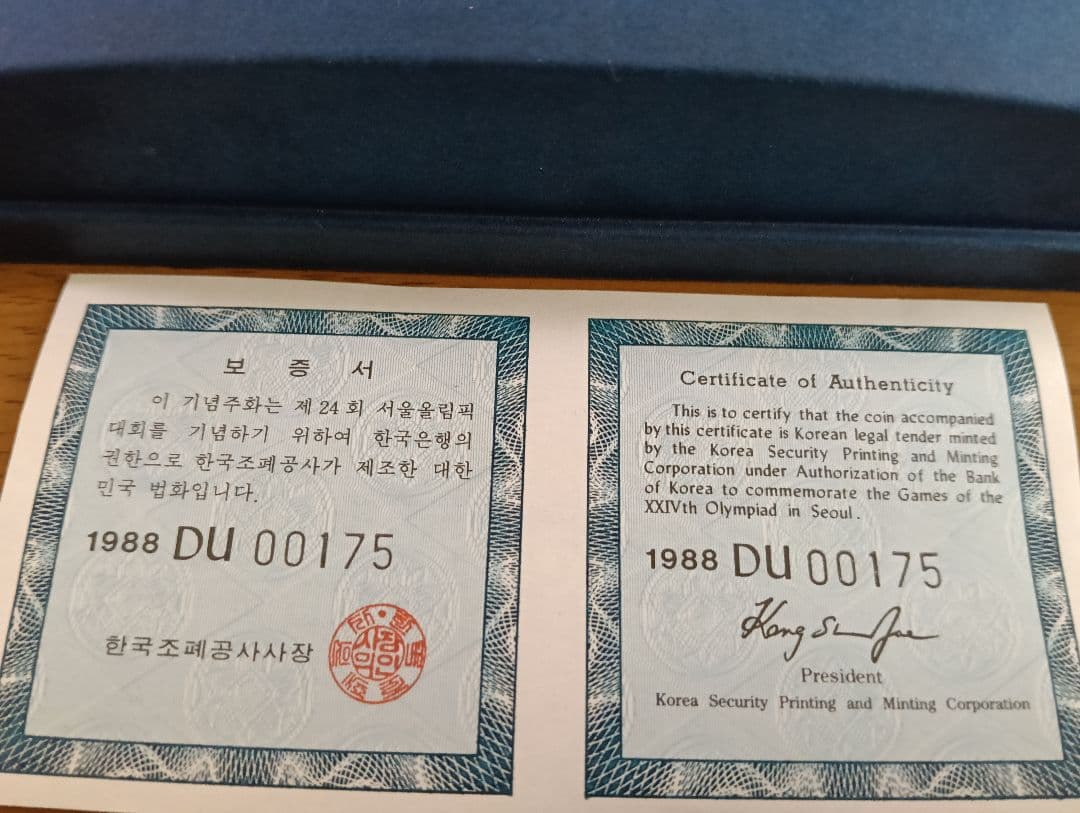 보 증 서
이 기념주화는 제 24 회 서울올림픽
대회를 기념하기 위하여 한국은행의
권한으로 한국조폐공사가 제조한 대한
민국 법화입니다.
1988 DU 00175
한국조폐공사사장
Certificate of Authenticity
This is to certify that the coin accompanied
by this certificate is Korean legal tender minted
by the Korea Security Printing and Minting
Corporation under Authorization of the Bank
of Korea to commemorate the Games of the
XXIVth Olympiad in Seoul.
1988 DU 00175
President
Korea Security Printing and Minting Corporation